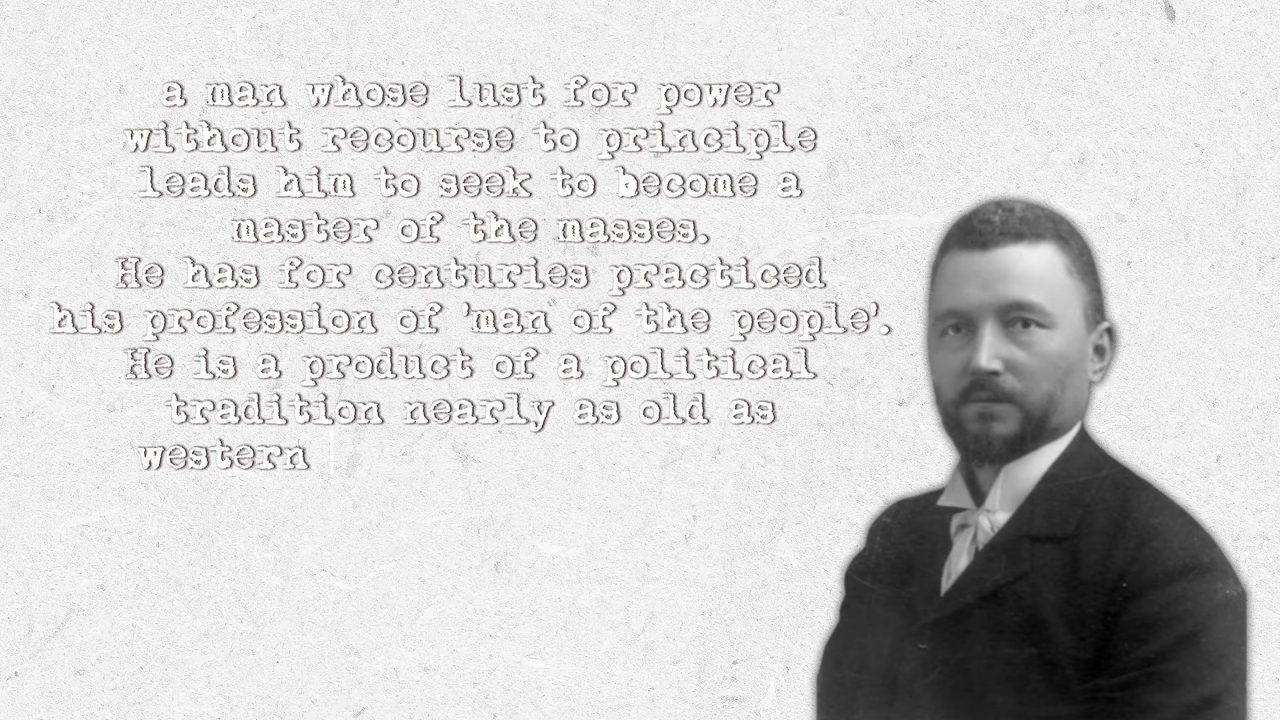 a man whose lust for power
without recourse to principle
leads him to seek to become a
master of the masses.
He has for centuries practiced
his profession of 'man of the people'.
He is a product of a political
tradition nearly as old as
western